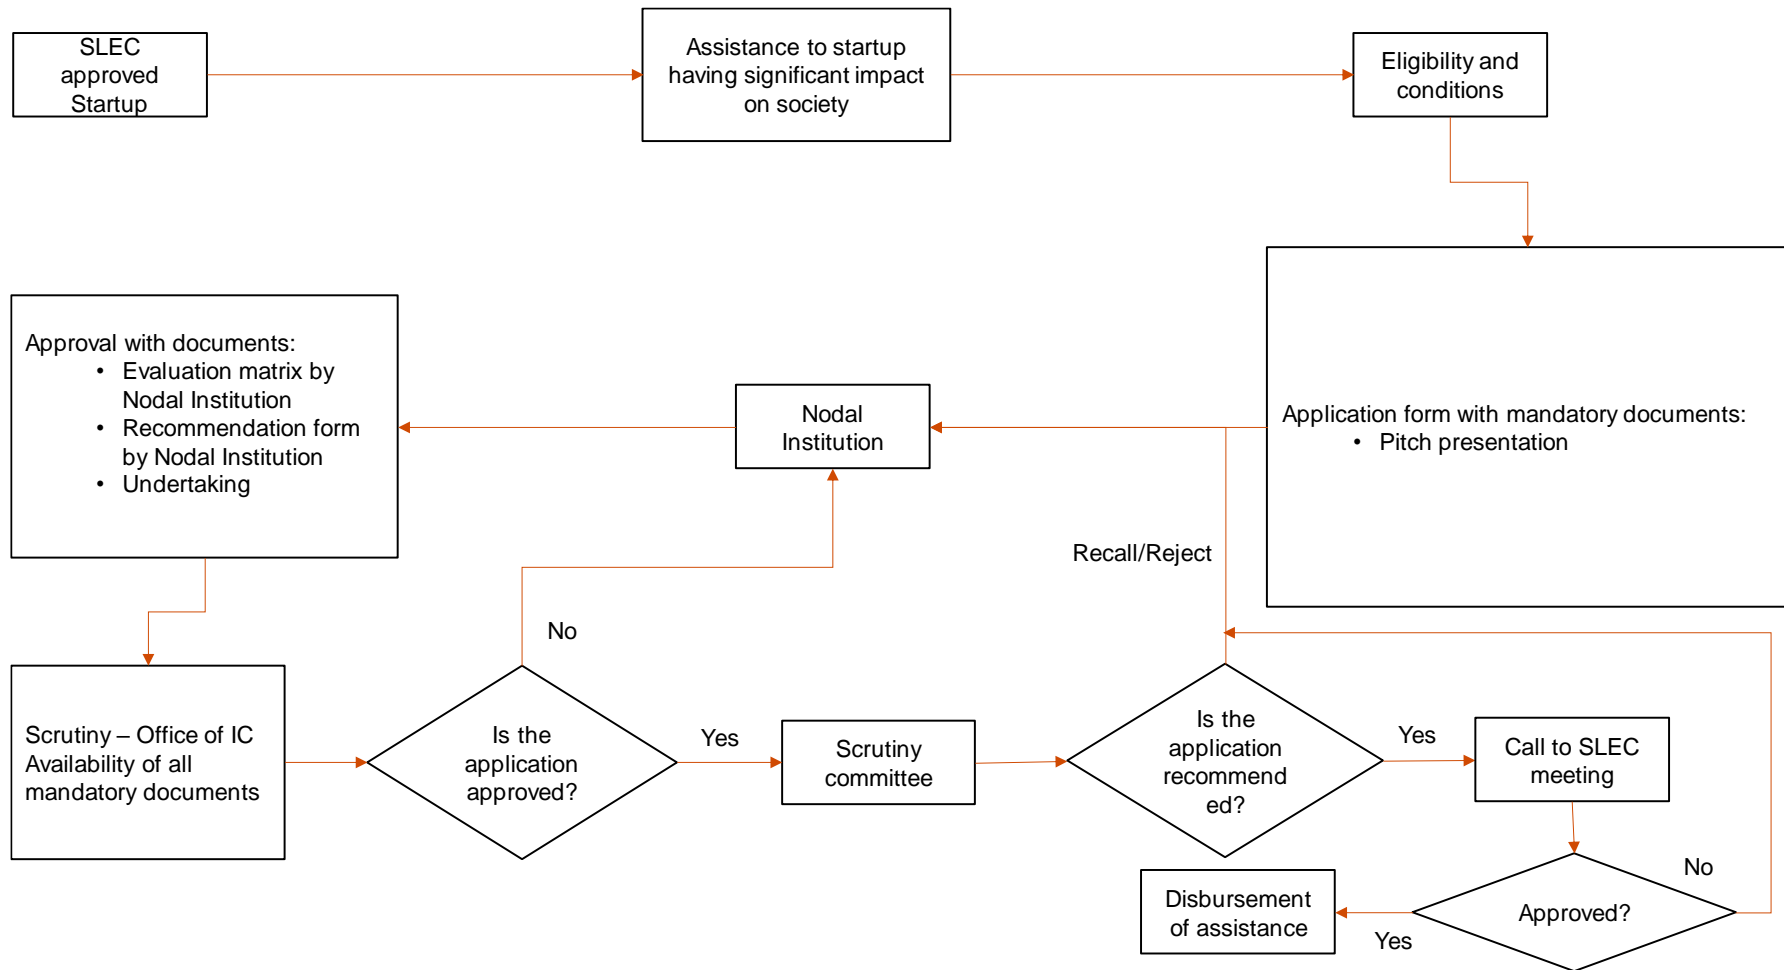 SLEC
approved
Startup
Assistance to startup
having significant impact
on society
Eligibility and
conditions
Approval with documents:
• Evaluation matrix by
Nodal Institution
• Recommendation form
by Nodal Institution
• Undertaking
Nodal
Institution
Application form with mandatory documents:
• Pitch presentation
Recall/Reject
No
Scrutiny – Office of IC
Availability of all
mandatory documents
Is the
application
approved?
Yes
Scrutiny
committee
Is the
application
recommend
ed?
Yes
Call to SLEC
meeting
No
Disbursement
of assistance
Yes
Approved?